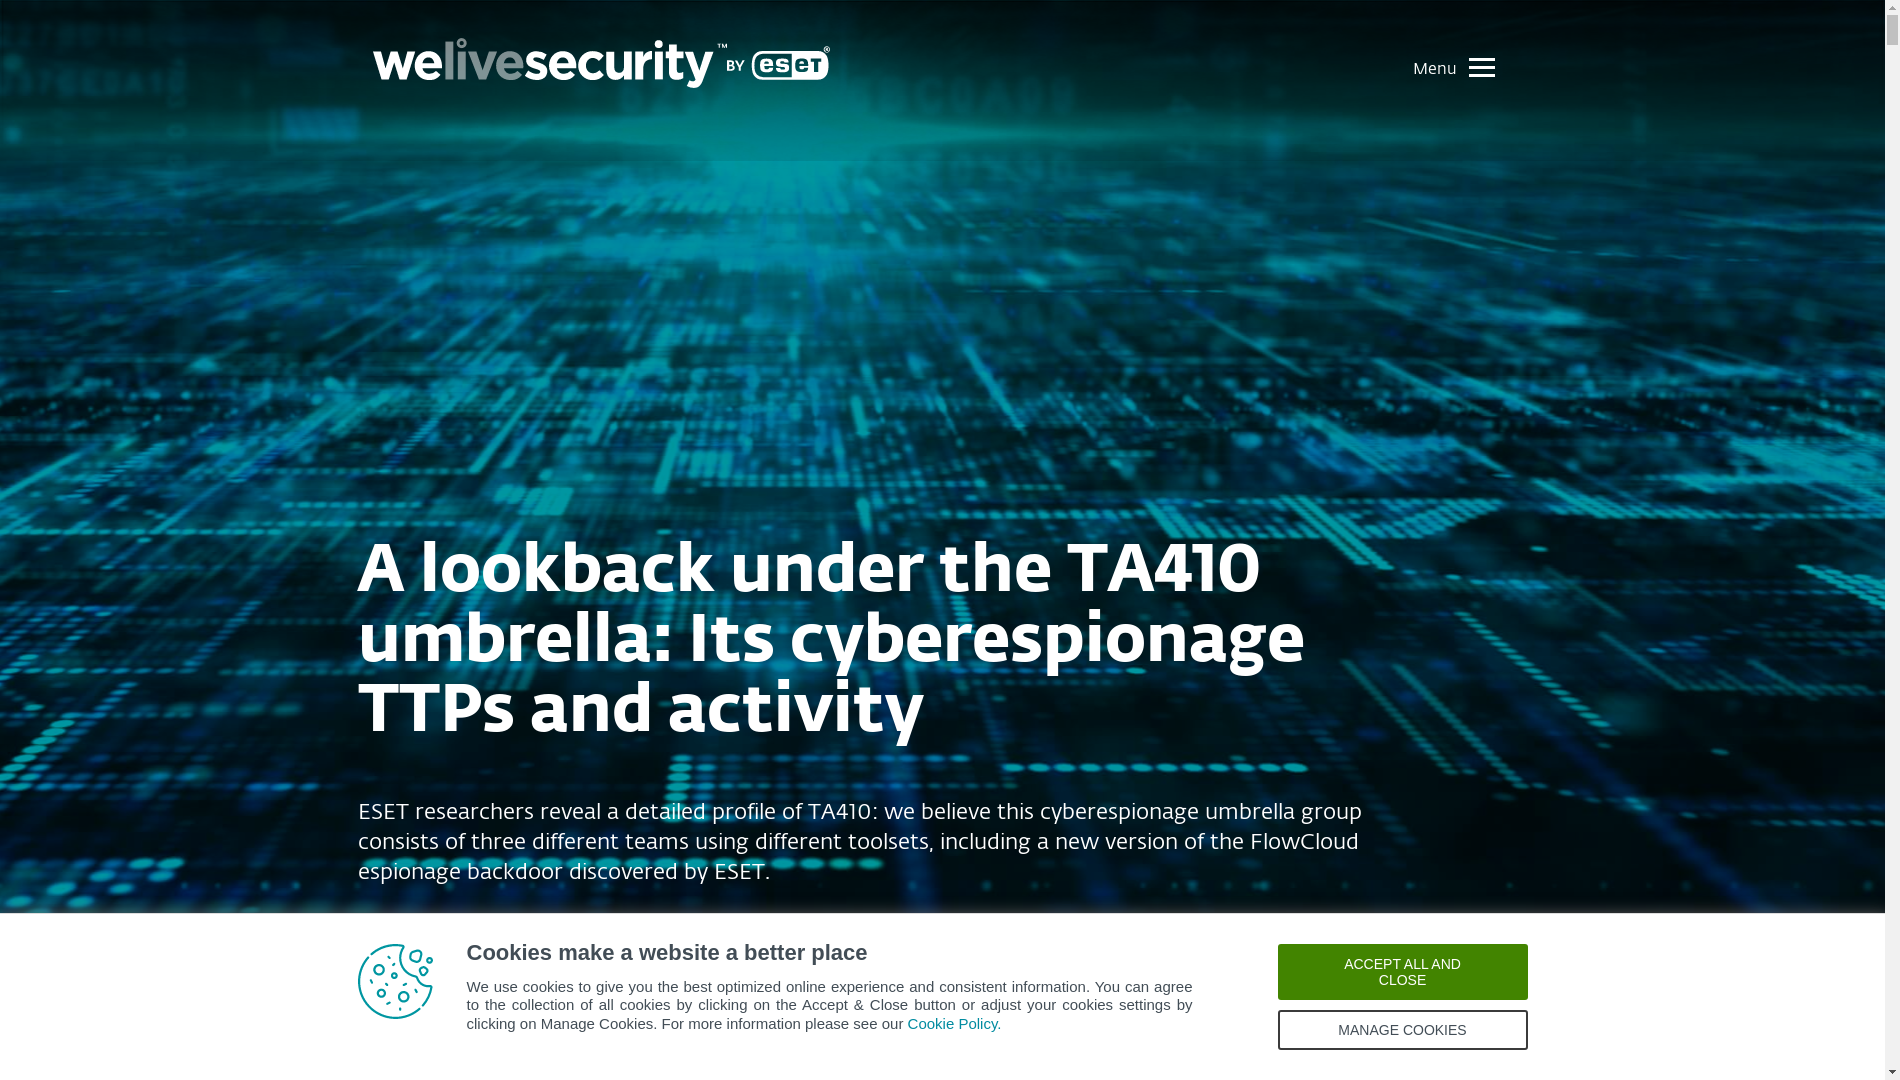 welivesecurity™ BY eseT®
Menu
A lookback under the TA410
umbrella: Its cyberespionage
TTPs and activity
ESET researchers reveal a detailed profile of TA410: we believe this cyberespionage umbrella group
consists of three different teams using different toolsets, including a new version of the FlowCloud
espionage backdoor discovered by ESET.
Cookies make a website a better place
We use cookies to give you the best optimized online experience and consistent information. You can agree
to the collection of all cookies by clicking on the Accept & Close button or adjust your cookies settings by
clicking on Manage Cookies. For more information please see our Cookie Policy.
ACCEPT ALL AND
CLOSE
MANAGE COOKIES